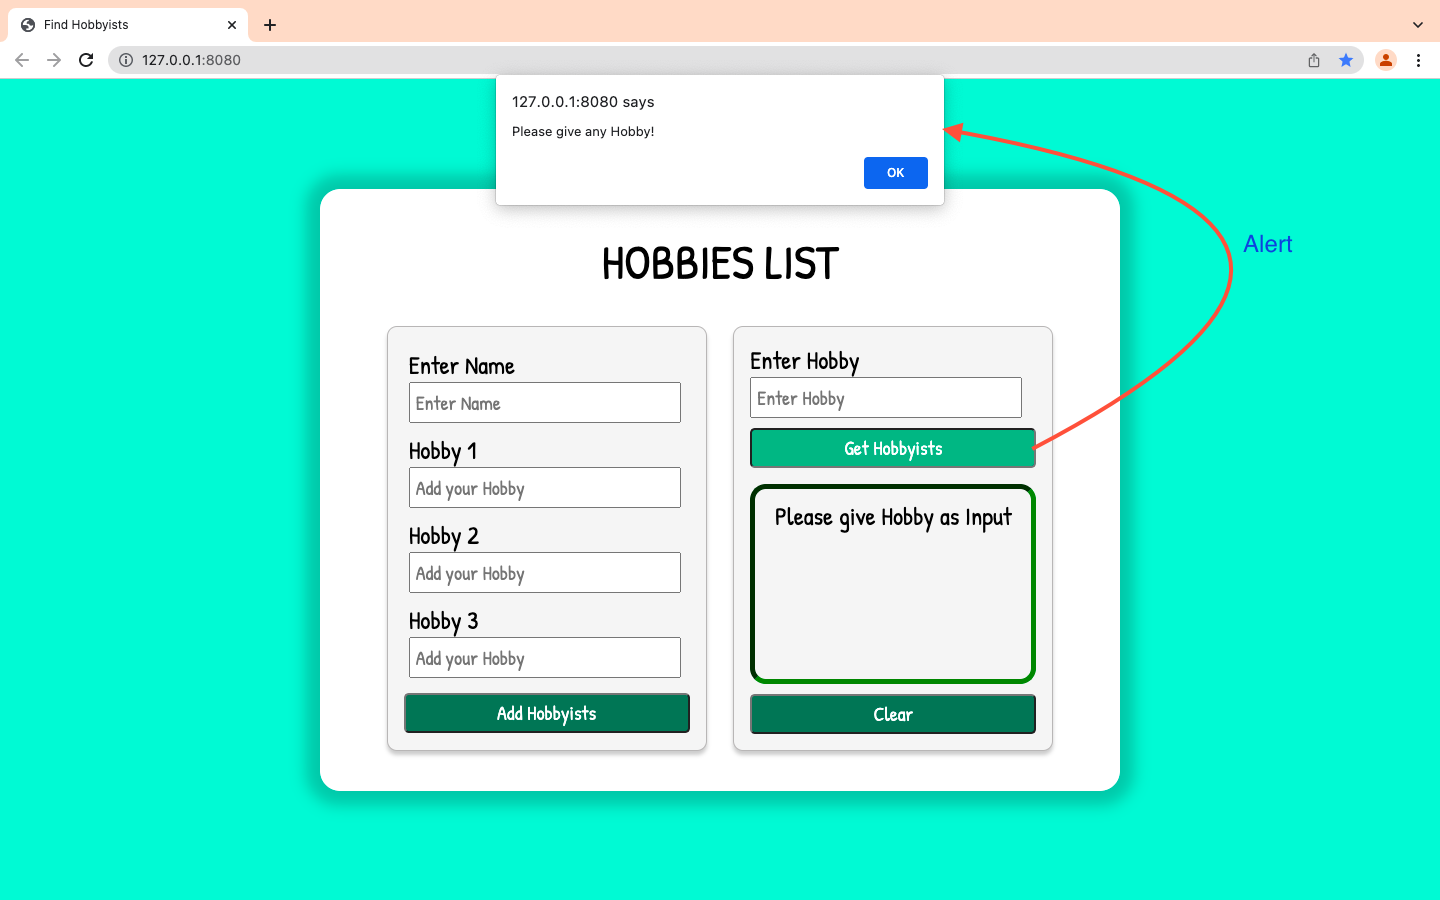 Find Hobbyists
127.0.0.1:8080
127.0.0.1:8080 says
Please give any Hobby!
OK
Alert
HOBBIES LIST
Enter Name
Enter Name
Hobby 1
Add your Hobby
Hobby 2
Add your Hobby
Hobby 3
Add your Hobby
Add Hobbyists
Enter Hobby
Enter Hobby
Get Hobbyists
Please give Hobby as Input
Clear